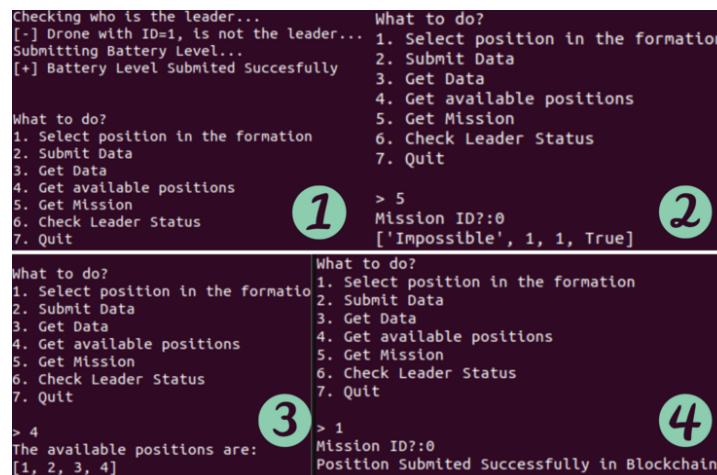 Checking who is the leader...
[-] Drone with ID=1, is not the leader...
Submitting Battery Level...
[+] Battery Level Submited Succesfully
What to do?
1. Select position in the formation
2. Submit Data
3. Get Data
4. Get available positions
5. Get Mission
6. Check Leader Status
7. Quit
1
What to do?
1. Select position in the formation
2. Submit Data
3. Get Data
4. Get available positions
5. Get Mission
6. Check Leader Status
7. Quit
> 5
Mission ID?:0
['Impossible', 1, 1, True]
2
What to do?
1. Select position in the formatio
2. Submit Data
3. Get Data
4. Get available positions
5. Get Mission
6. Check Leader Status
7. Quit
> 4
The available positions are:
[1, 2, 3, 4]
3
What to do?
1. Select position in the formation
2. Submit Data
3. Get Data
4. Get available positions
5. Get Mission
6. Check Leader Status
7. Quit
> 1
Mission ID?:0
Position Submited Successfully in Blockchain
4